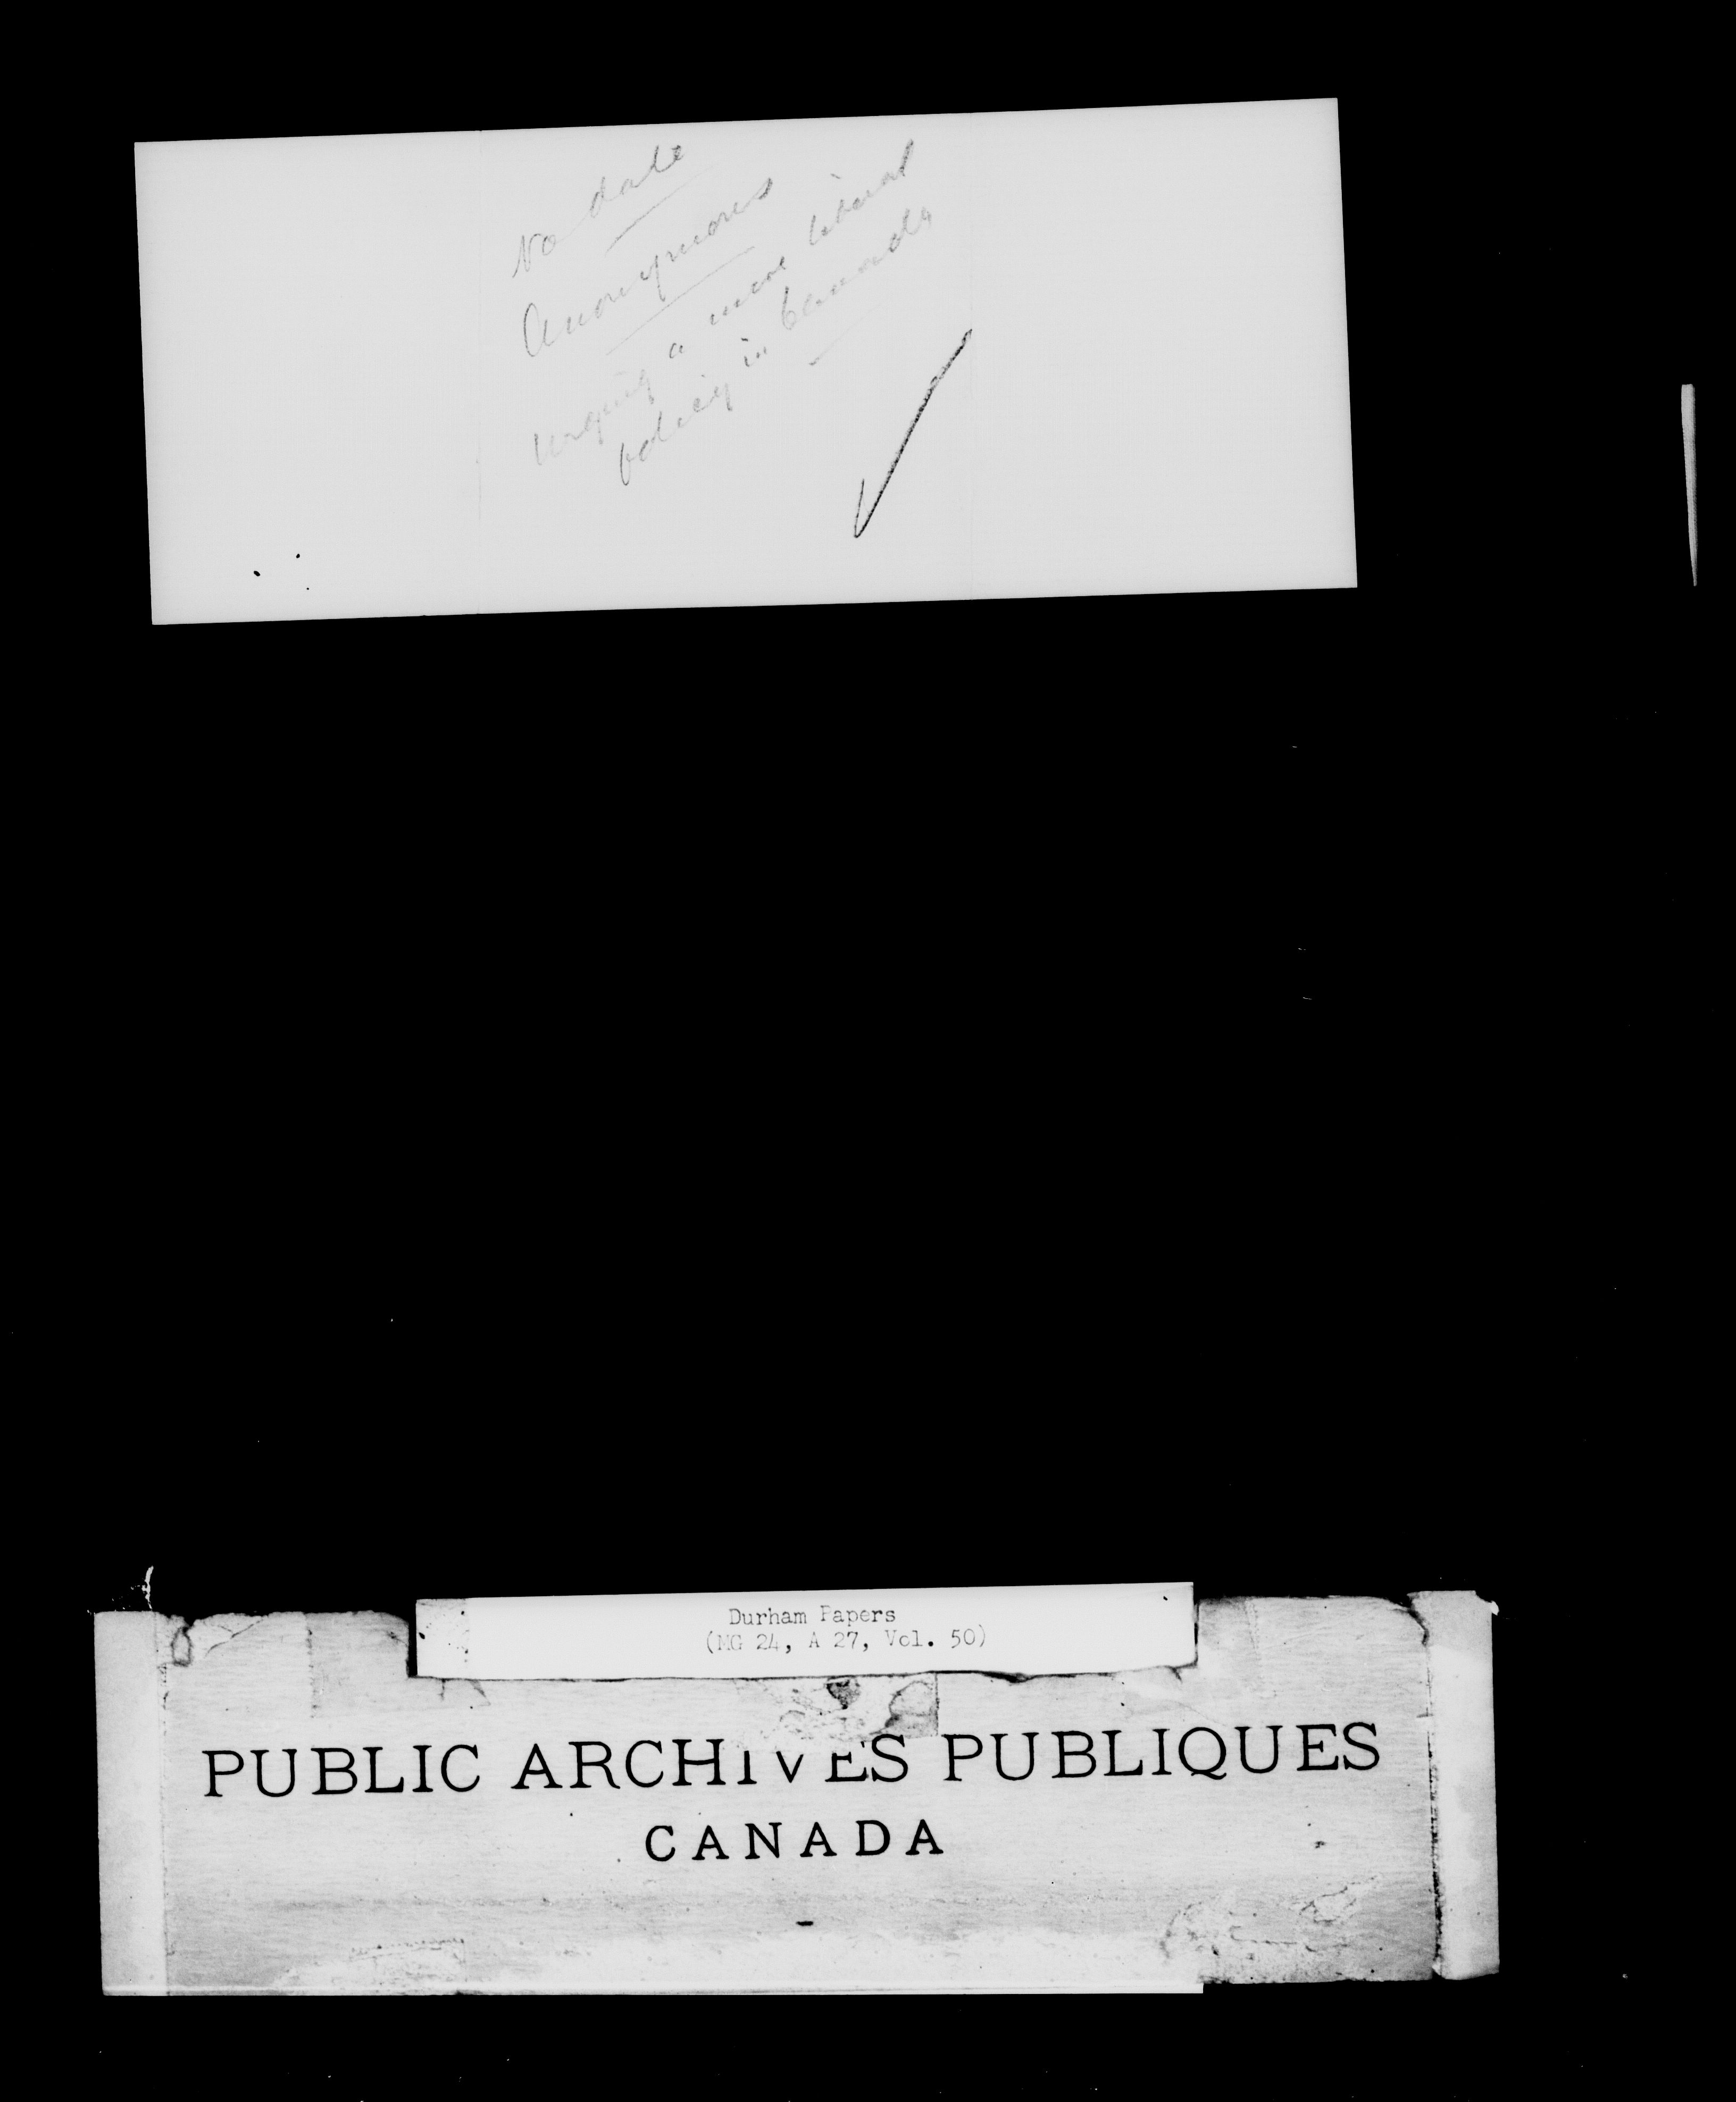 No date
Anonymous
urging a more liberal
policy in Canada
Durham Papers
(MG 24, A 27, Vol. 50)
PUBLIC ARCHIVES PUBLIQUES
CANADA